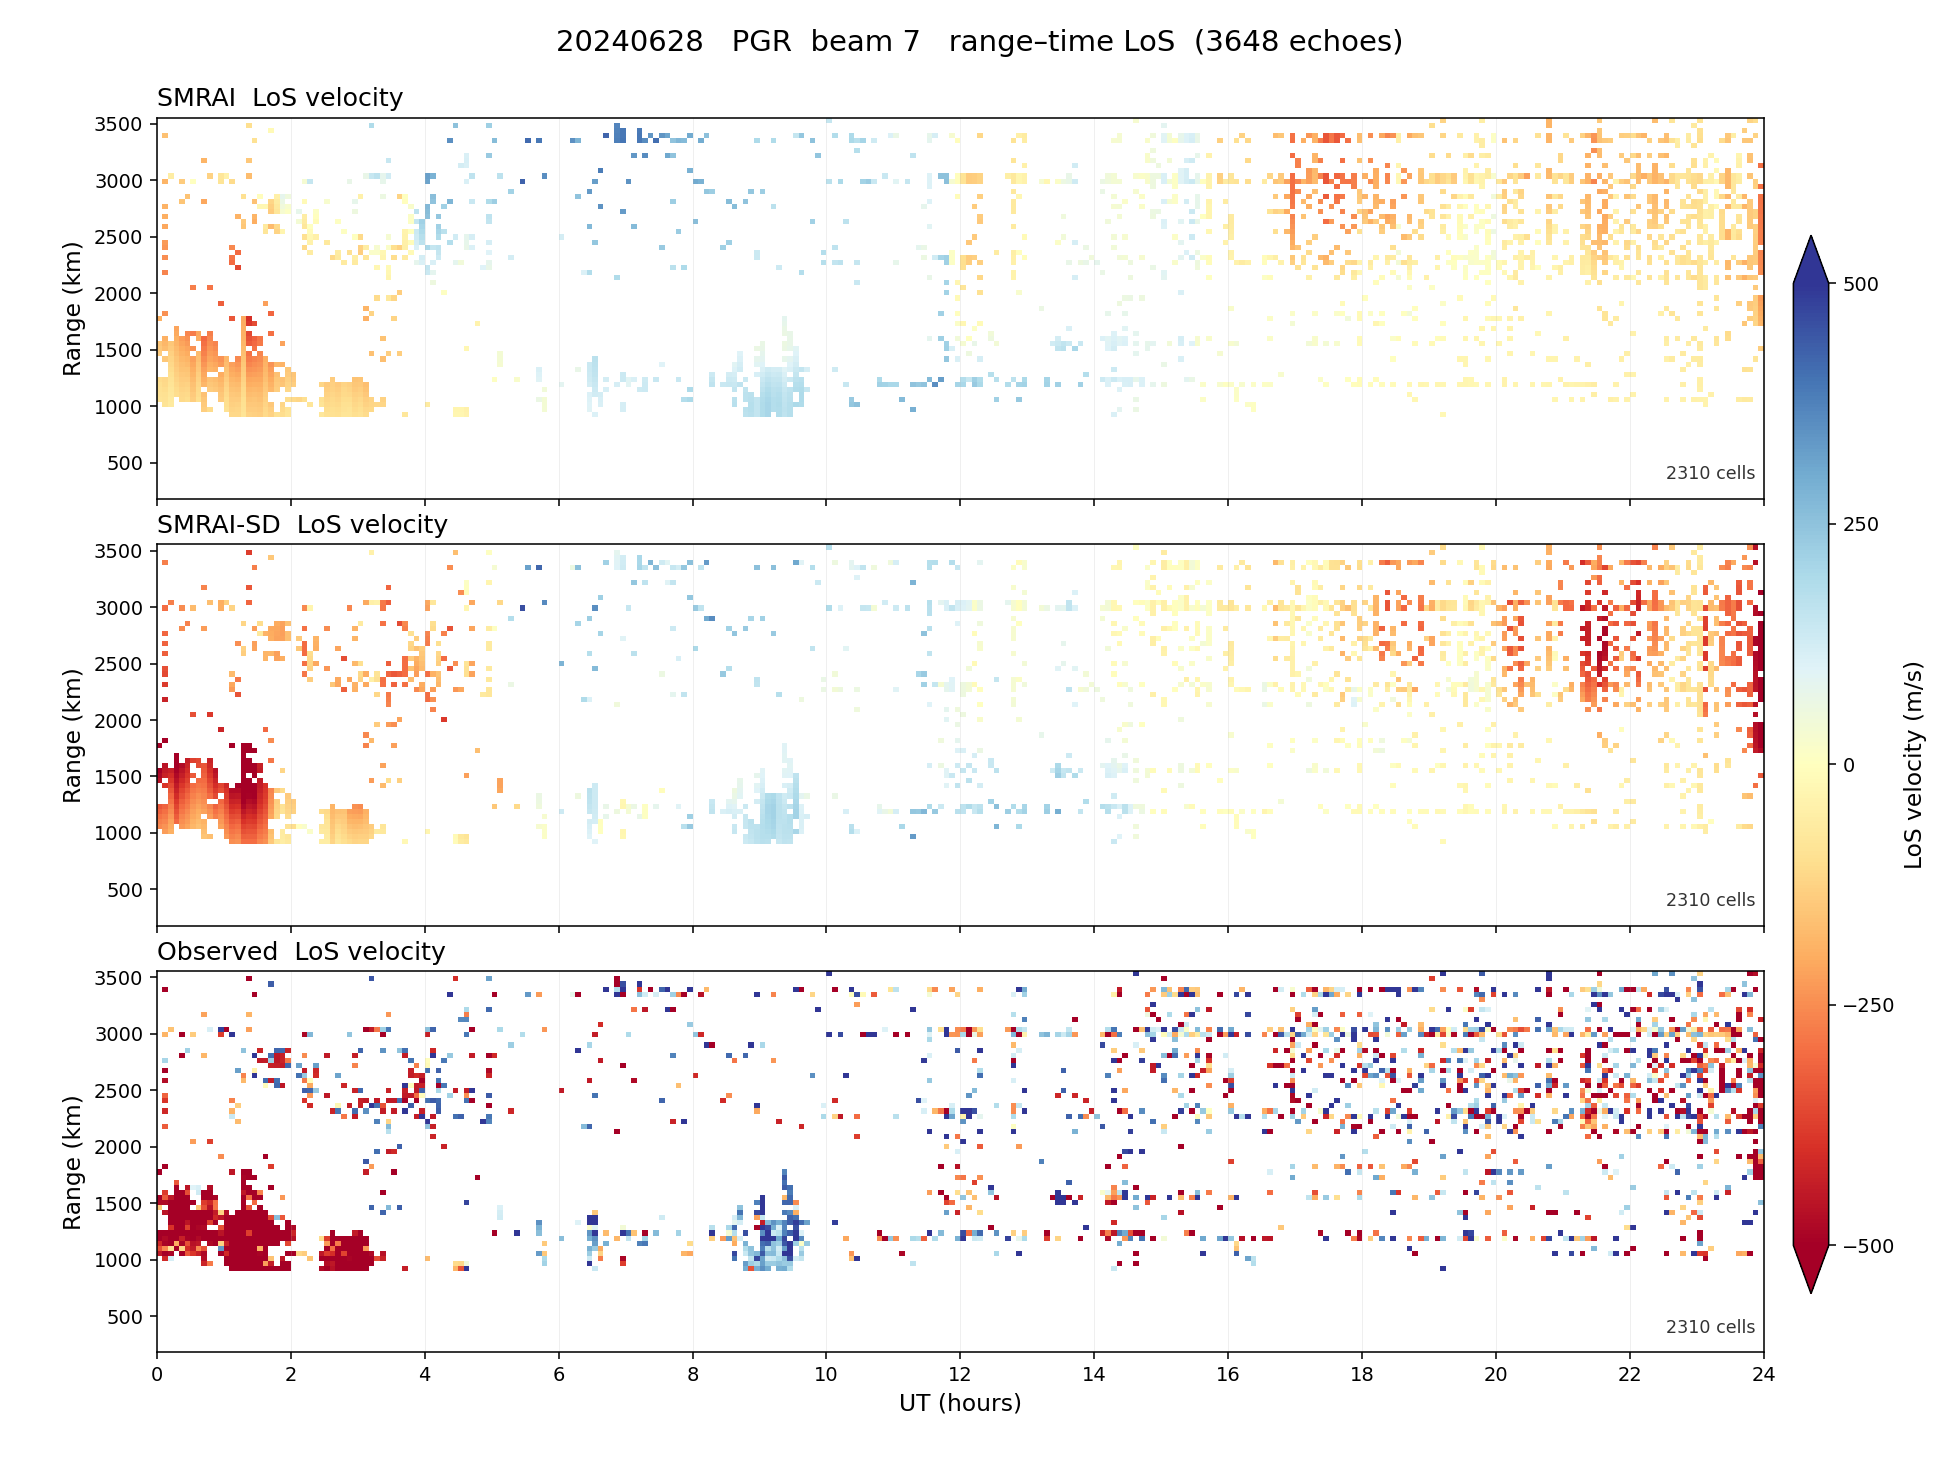 20240628   PGR  beam 7   range–time LoS  (3648 echoes)
SMRAI  LoS velocity
3500
3000
2500
2000
1500
1000
500
Range (km)
2310 cells
SMRAI-SD  LoS velocity
3500
3000
2500
2000
1500
1000
500
Range (km)
2310 cells
Observed  LoS velocity
3500
3000
2500
2000
1500
1000
500
Range (km)
2310 cells
0 2 4 6 8 10 12 14 16 18 20 22 24
UT (hours)
500
250
0
−250
−500
LoS velocity (m/s)